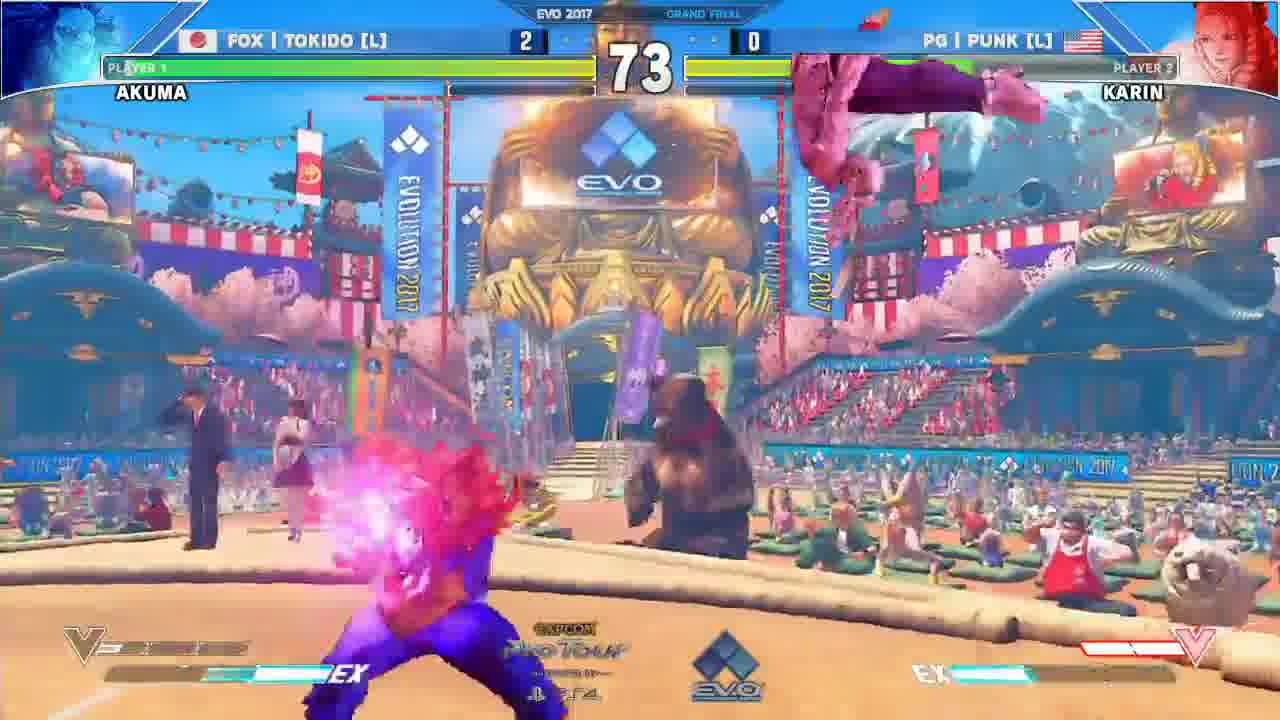 EVO 2017
GRAND FINAL
FOX | TOKIDO [L]
2
73
0
PG | PUNK [L]
PLAYER 1
PLAYER 2
AKUMA
KARIN
EVO
EVOLUTION 2017
EVOLUTION 2017
EX
EX
CAPCOM
PRO TOUR
PS4
EVO